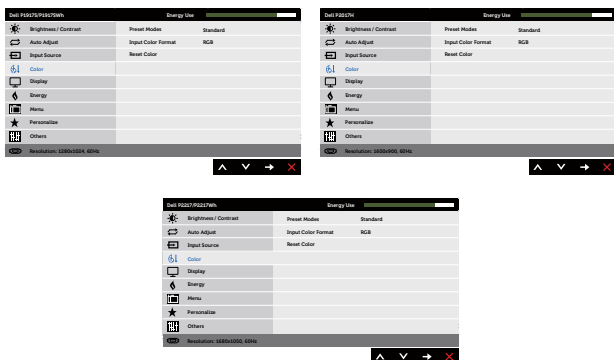 Dell P1917S/P1917SWh Energy Use
Brightness / Contrast Preset Modes Standard
Auto Adjust Input Color Format RGB
Input Source Reset Color
Color
Display
Energy
Menu
Personalize
Others
Resolution: 1280x1024, 60Hz
Dell P2017H Energy Use
Brightness / Contrast Preset Modes Standard
Auto Adjust Input Color Format RGB
Input Source Reset Color
Color
Display
Energy
Menu
Personalize
Others
Resolution: 1600x900, 60Hz
Dell P2217/P2217Wh Energy Use
Brightness / Contrast Preset Modes Standard
Auto Adjust Input Color Format RGB
Input Source Reset Color
Color
Display
Energy
Menu
Personalize
Others
Resolution: 1680x1050, 60Hz